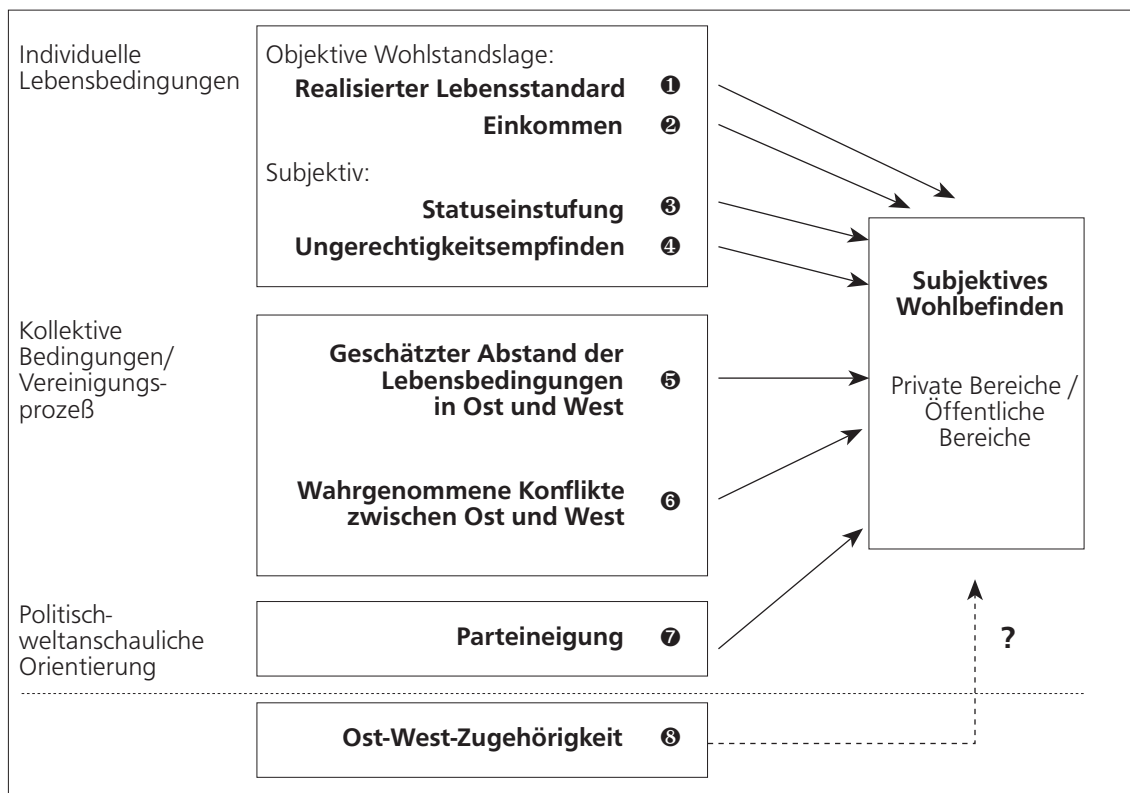 Individuelle
Lebensbedingungen
Objektive Wohlstandslage:
Realisierter Lebensstandard ❶
Einkommen ❷
Subjektiv:
Statuseinstufung ❸
Ungerechtigkeitsempfinden ❹
Kollektive
Bedingungen/
Vereinigungs-
prozeß
Geschätzter Abstand der
Lebensbedingungen ❺
in Ost und West
Wahrgenommene Konflikte
zwischen Ost und West ❻
Politisch-
weltanschauliche
Orientierung
Parteineigung ❼
Ost-West-Zugehörigkeit ❽
Subjektives
Wohlbefinden
Private Bereiche /
Öffentliche
Bereiche
?